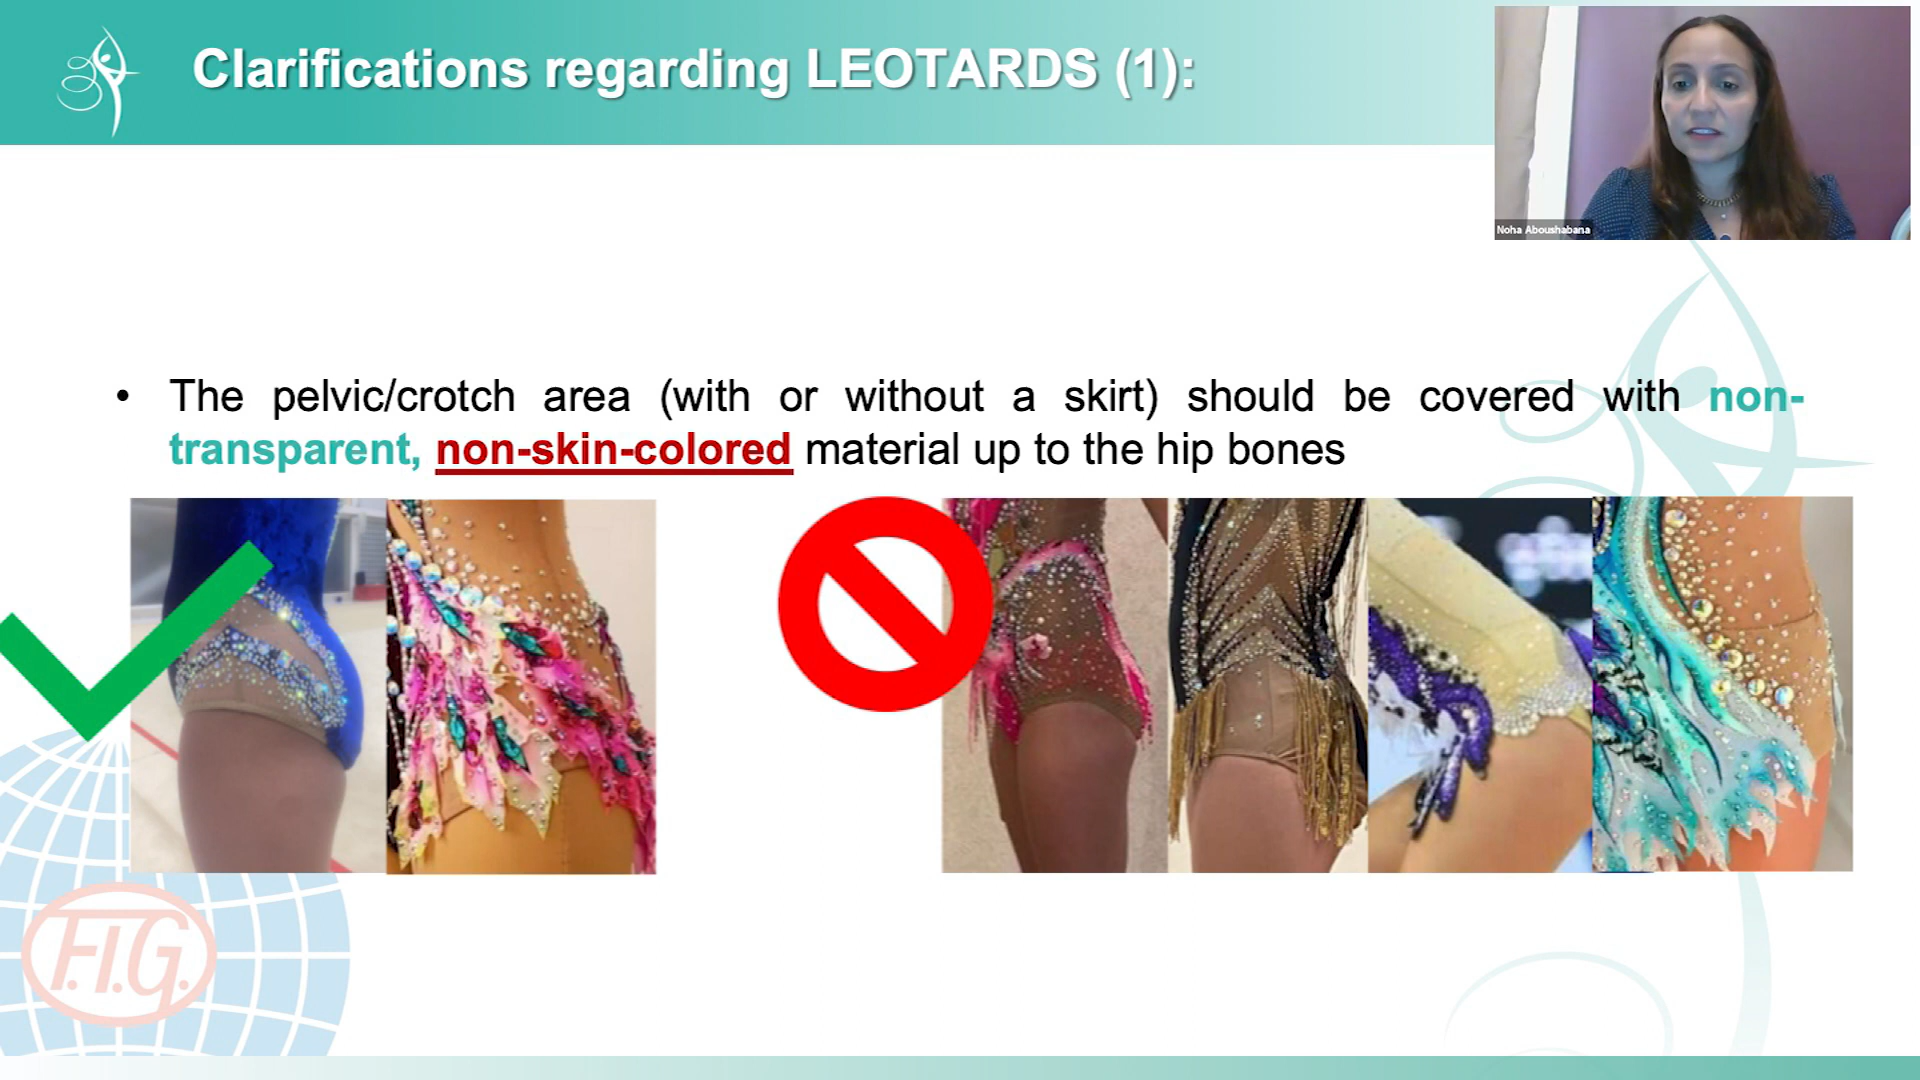 Clarifications regarding LEOTARDS (1):
Noha Aboushabana
• The pelvic/crotch area (with or without a skirt) should be covered with non-
transparent, non-skin-colored material up to the hip bones
F.I.G.